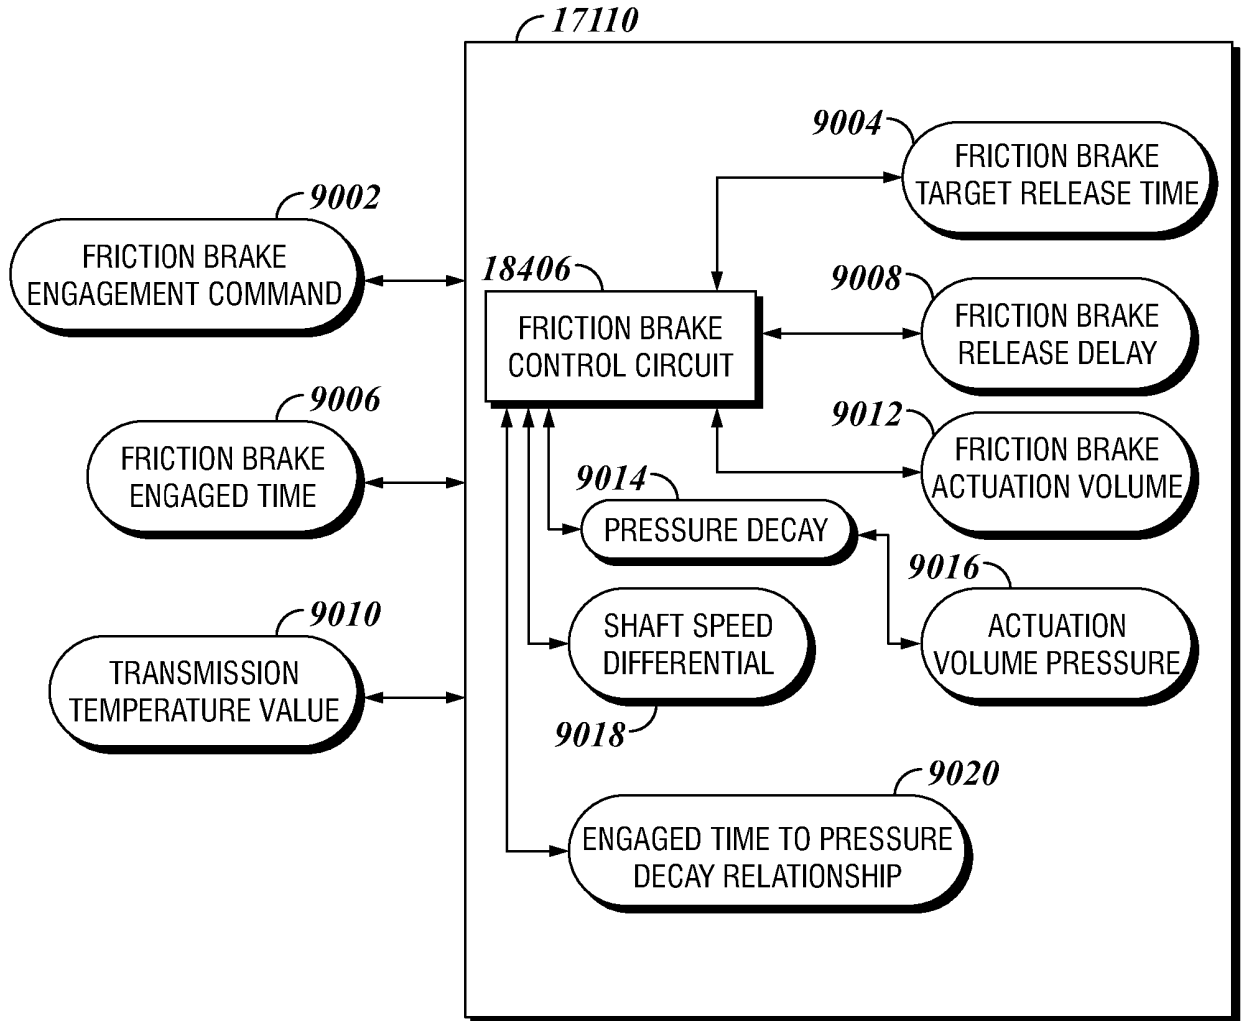 17110
9004
FRICTION BRAKE
TARGET RELEASE TIME
9002
FRICTION BRAKE
ENGAGEMENT COMMAND
18406
FRICTION BRAKE
CONTROL CIRCUIT
9008
FRICTION BRAKE
RELEASE DELAY
9006
FRICTION BRAKE
ENGAGED TIME
9012
FRICTION BRAKE
ACTUATION VOLUME
9014
PRESSURE DECAY
9016
ACTUATION
VOLUME PRESSURE
9010
TRANSMISSION
TEMPERATURE VALUE
SHAFT SPEED
DIFFERENTIAL
9018
9020
ENGAGED TIME TO PRESSURE
DECAY RELATIONSHIP